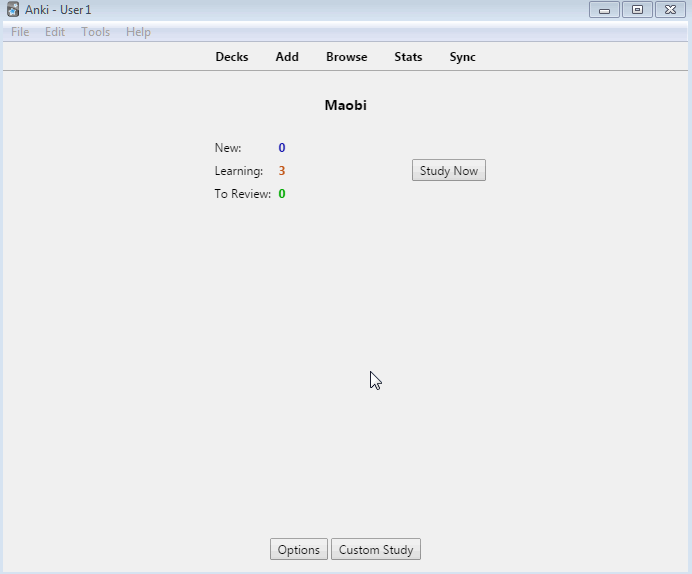 Anki - User 1
File Edit Tools Help
Decks Add Browse Stats Sync
Maobi
New: 0
Learning: 3
Study Now
To Review: 0
Options Custom Study